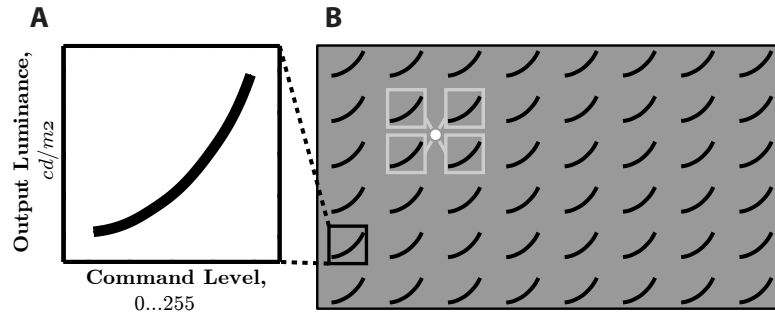 A
B
Output Luminance,
cd/m2
Command Level,
0...255